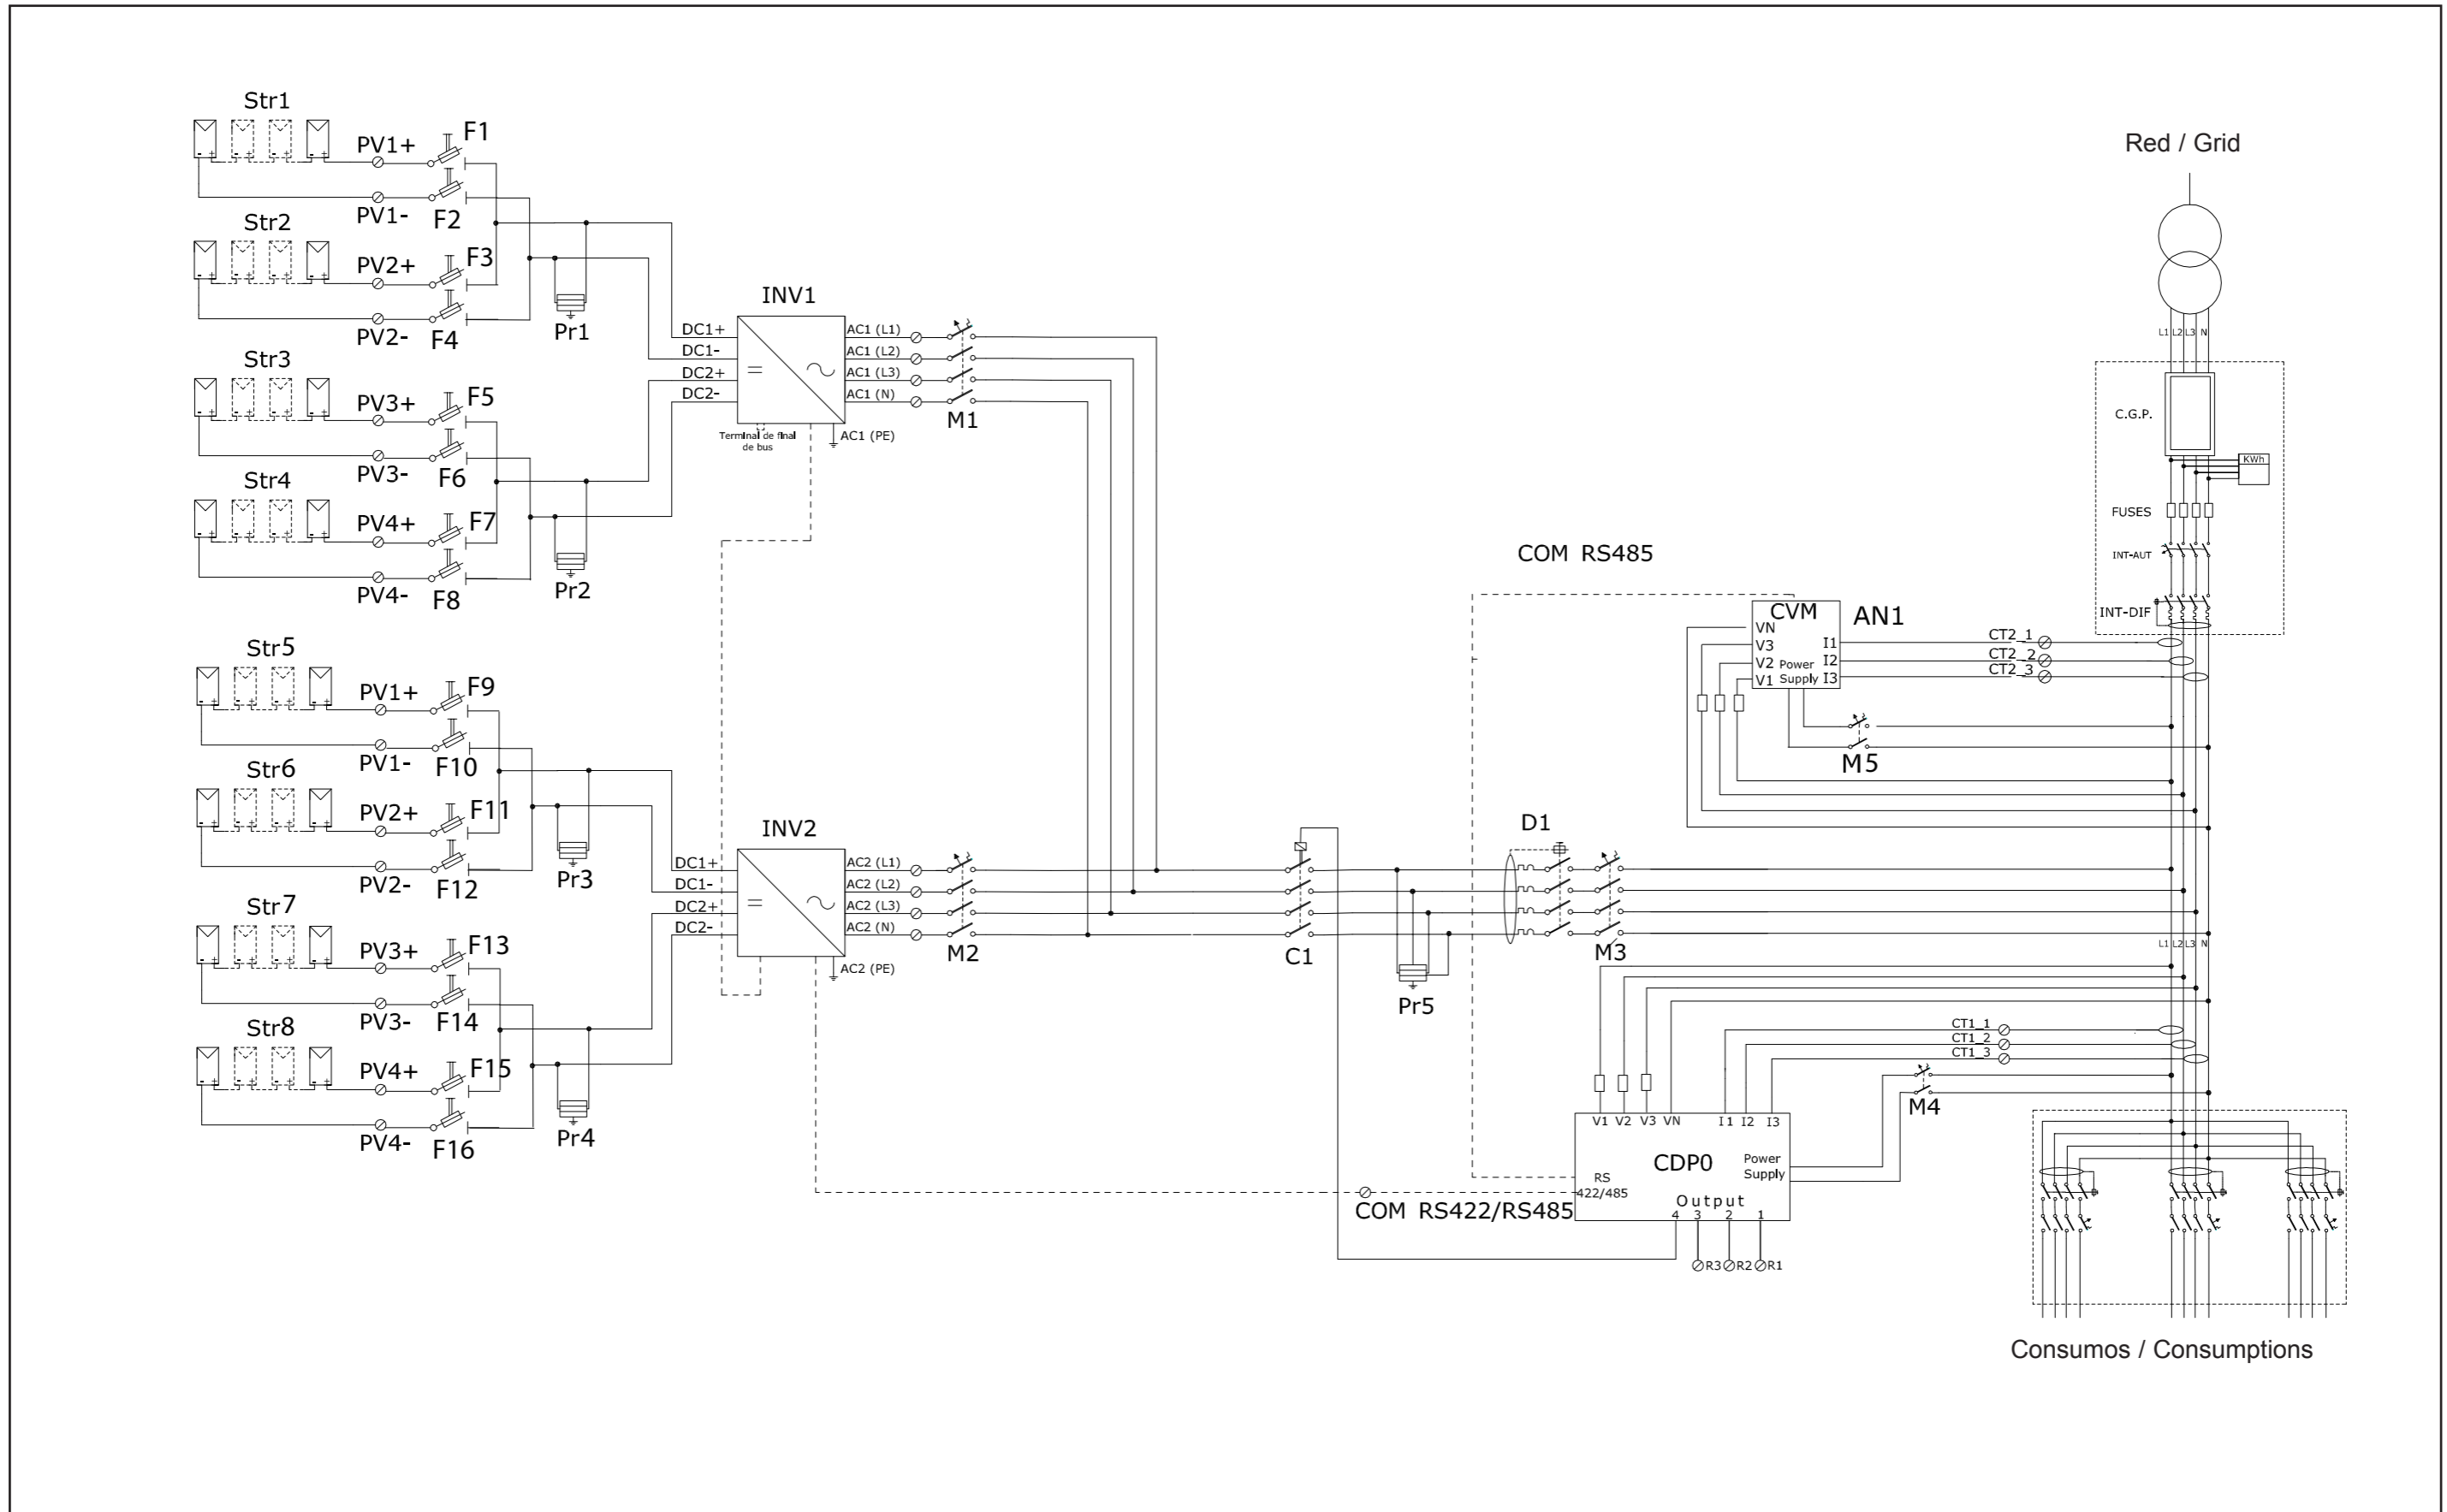 Str1
PV1+
F1
PV1-
F2
Str2
PV2+
F3
PV2-
F4
Pr1
Str3
PV3+
F5
PV3-
F6
Str4
PV4+
F7
PV4-
F8
Pr2
Str5
PV1+
F9
PV1-
F10
Str6
PV2+
F11
PV2-
F12
Pr3
Str7
PV3+
F13
PV3-
F14
Str8
PV4+
F15
PV4-
F16
Pr4
INV1
DC1+
DC1-
DC2+
DC2-
AC1 (L1)
AC1 (L2)
AC1 (L3)
AC1 (N)
M1
Terminal de final
de bus
AC1 (PE)
INV2
DC1+
DC1-
DC2+
DC2-
AC2 (L1)
AC2 (L2)
AC2 (L3)
AC2 (N)
M2
AC2 (PE)
C1
Pr5
D1
M3
COM RS485
CVM
AN1
VN
V3
V2
V1
Power
Supply
I1
I2
I3
CT2_1
CT2_2
CT2_3
M5
Red / Grid
L1 L2 L3 N
C.G.P.
KWh
FUSES
INT-AUT
INT-DIF
L1 L2 L3 N
CT1_1
CT1_2
CT1_3
M4
V1 V2 V3 VN I1 I2 I3
CDP0
Power
Supply
RS
422/485
Output
4 3 2 1
COM RS422/RS485
R3 R2 R1
Consumos / Consumptions